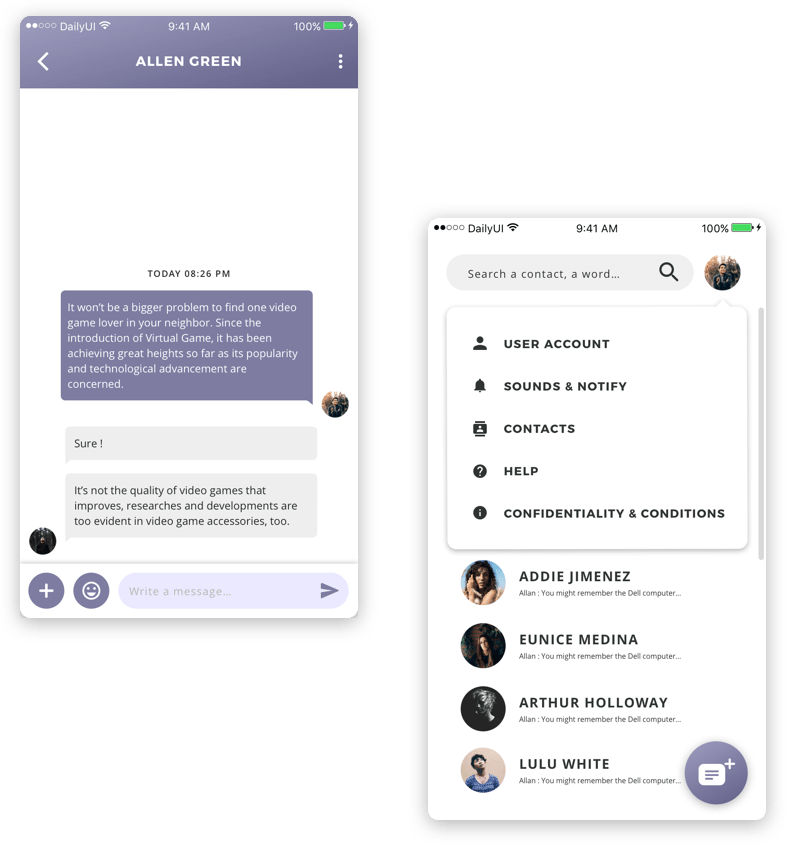 DailyUI 9:41 AM 100%
ALLEN GREEN
TODAY 08:26 PM
It won't be a bigger problem to find one video
game lover in your neighbor. Since the
introduction of Virtual Game, it has been
achieving great heights so far as its popularity
and technological advancement are
concerned.
Sure !
It's not the quality of video games that
improves, researches and developments are
too evident in video game accessories, too.
Write a message...
DailyUI 9:41 AM 100%
Search a contact, a word...
USER ACCOUNT
SOUNDS & NOTIFY
CONTACTS
HELP
CONFIDENTIALITY & CONDITIONS
ADDIE JIMENEZ
Allan : You might remember the Dell computer...
EUNICE MEDINA
Allan : You might remember the Dell computer...
ARTHUR HOLLOWAY
Allan : You might remember the Dell computer...
LULU WHITE
Allan : You might remember the Dell computer...